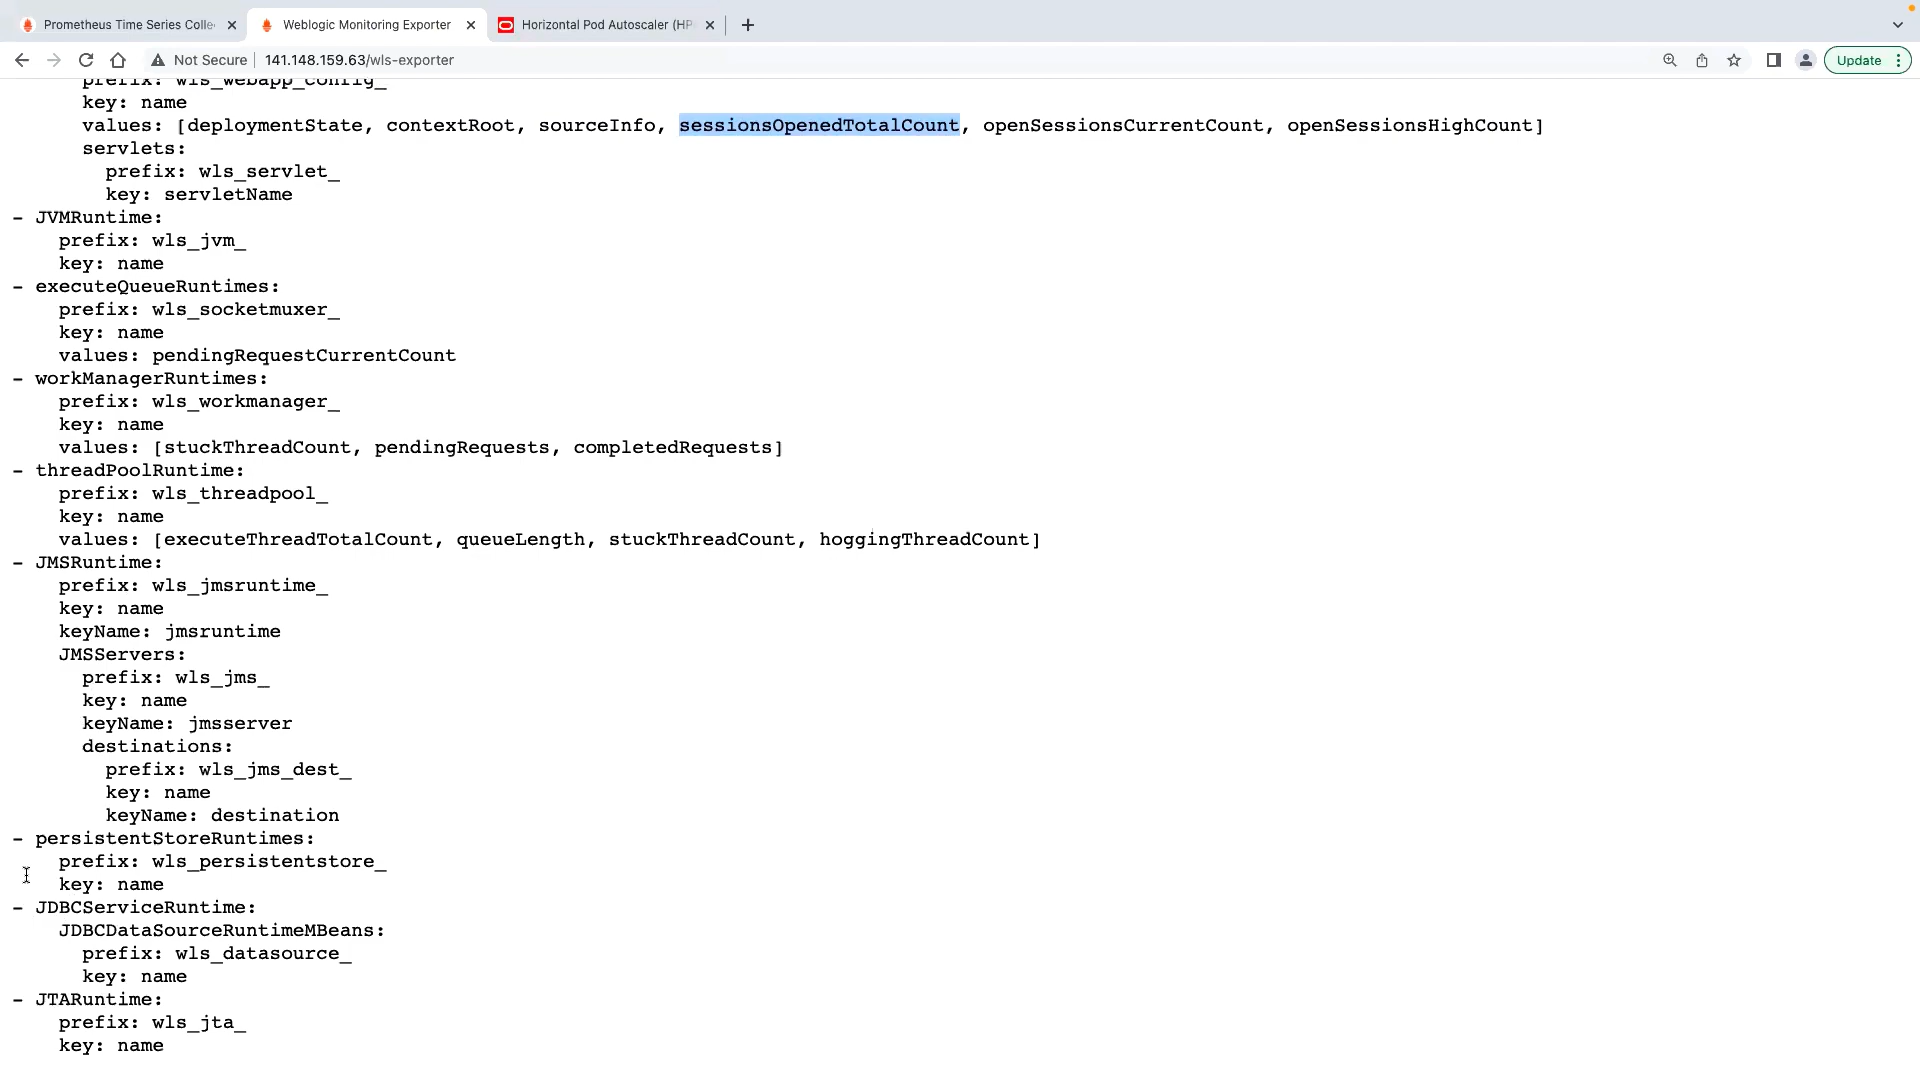 Prometheus Time Series Colle
Weblogic Monitoring Exporter
Horizontal Pod Autoscaler (HP
Not Secure
141.148.159.63/wls-exporter
Update
prefix: wls_webapp_config_
key: name
values: [deploymentState, contextRoot, sourceInfo, sessionsOpenedTotalCount, openSessionsCurrentCount, openSessionsHighCount]
servlets:
prefix: wls_servlet_
key: servletName
- JVMRuntime:
prefix: wls_jvm_
key: name
- executeQueueRuntimes:
prefix: wls_socketmuxer_
key: name
values: pendingRequestCurrentCount
- workManagerRuntimes:
prefix: wls_workmanager_
key: name
values: [stuckThreadCount, pendingRequests, completedRequests]
- threadPoolRuntime:
prefix: wls_threadpool_
key: name
values: [executeThreadTotalCount, queueLength, stuckThreadCount, hoggingThreadCount]
- JMSRuntime:
prefix: wls_jmsruntime_
key: name
keyName: jmsruntime
JMSServers:
prefix: wls_jms_
key: name
keyName: jmsserver
destinations:
prefix: wls_jms_dest_
key: name
keyName: destination
- persistentStoreRuntimes:
prefix: wls_persistentstore_
key: name
- JDBCServiceRuntime:
JDBCDataSourceRuntimeMBeans:
prefix: wls_datasource_
key: name
- JTARuntime:
prefix: wls_jta_
key: name